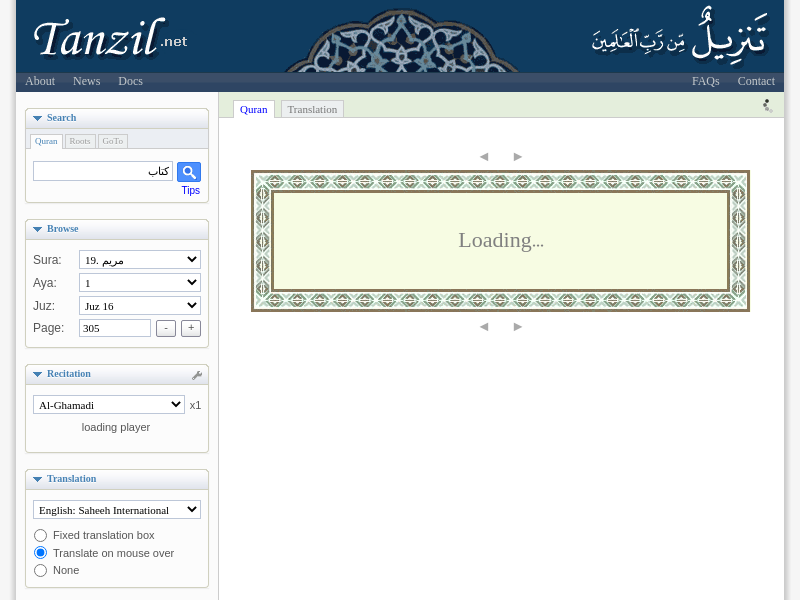 Tanzil.net
تَنزِيلٌ مِّن رَّبِّ الْعَالَمِينَ
About News Docs FAQs Contact
Search
Quran Roots GoTo
كتاب
Tips
Browse
Sura: 19. مريم
Aya: 1
Juz: Juz 16
Page: 305 - +
Recitation
Al-Ghamadi x1
loading player
Translation
English: Saheeh International
Fixed translation box
Translate on mouse over
None
Quran Translation
Loading...